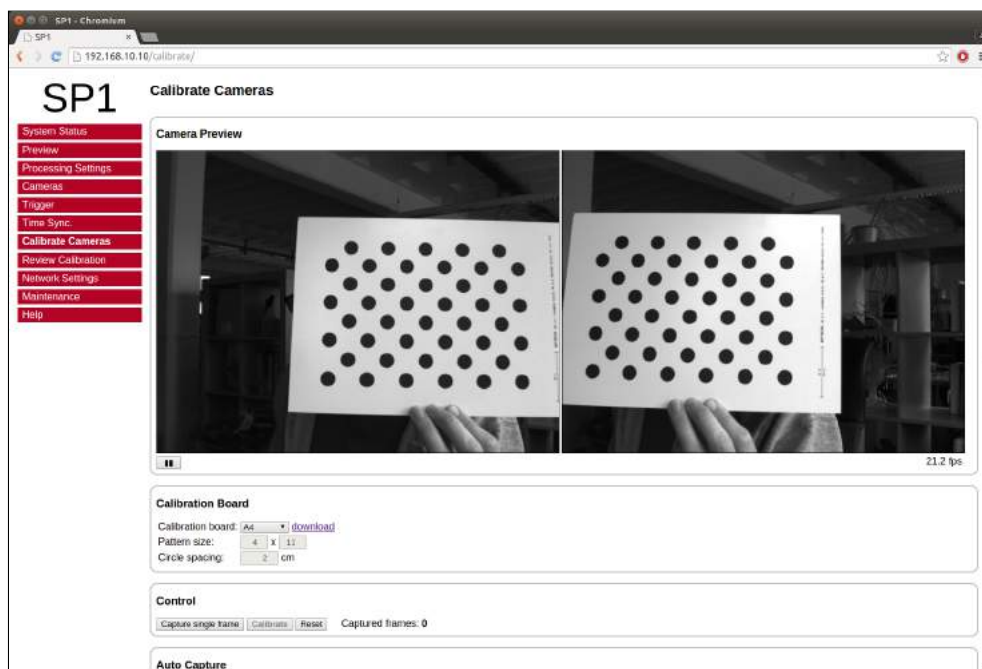 SP1 - Chromium
SP1
192.168.10.10/calibrate/
SP1
Calibrate Cameras
System Status
Preview
Processing Settings
Cameras
Trigger
Time Sync.
Calibrate Cameras
Review Calibration
Network Settings
Maintenance
Help
Camera Preview
21.2 fps
Calibration Board
Calibration board: A4 download
Pattern size: 4 x 11
Circle spacing: 2 cm
Control
Capture single frame Calibrate Reset Captured frames: 0
Auto Capture